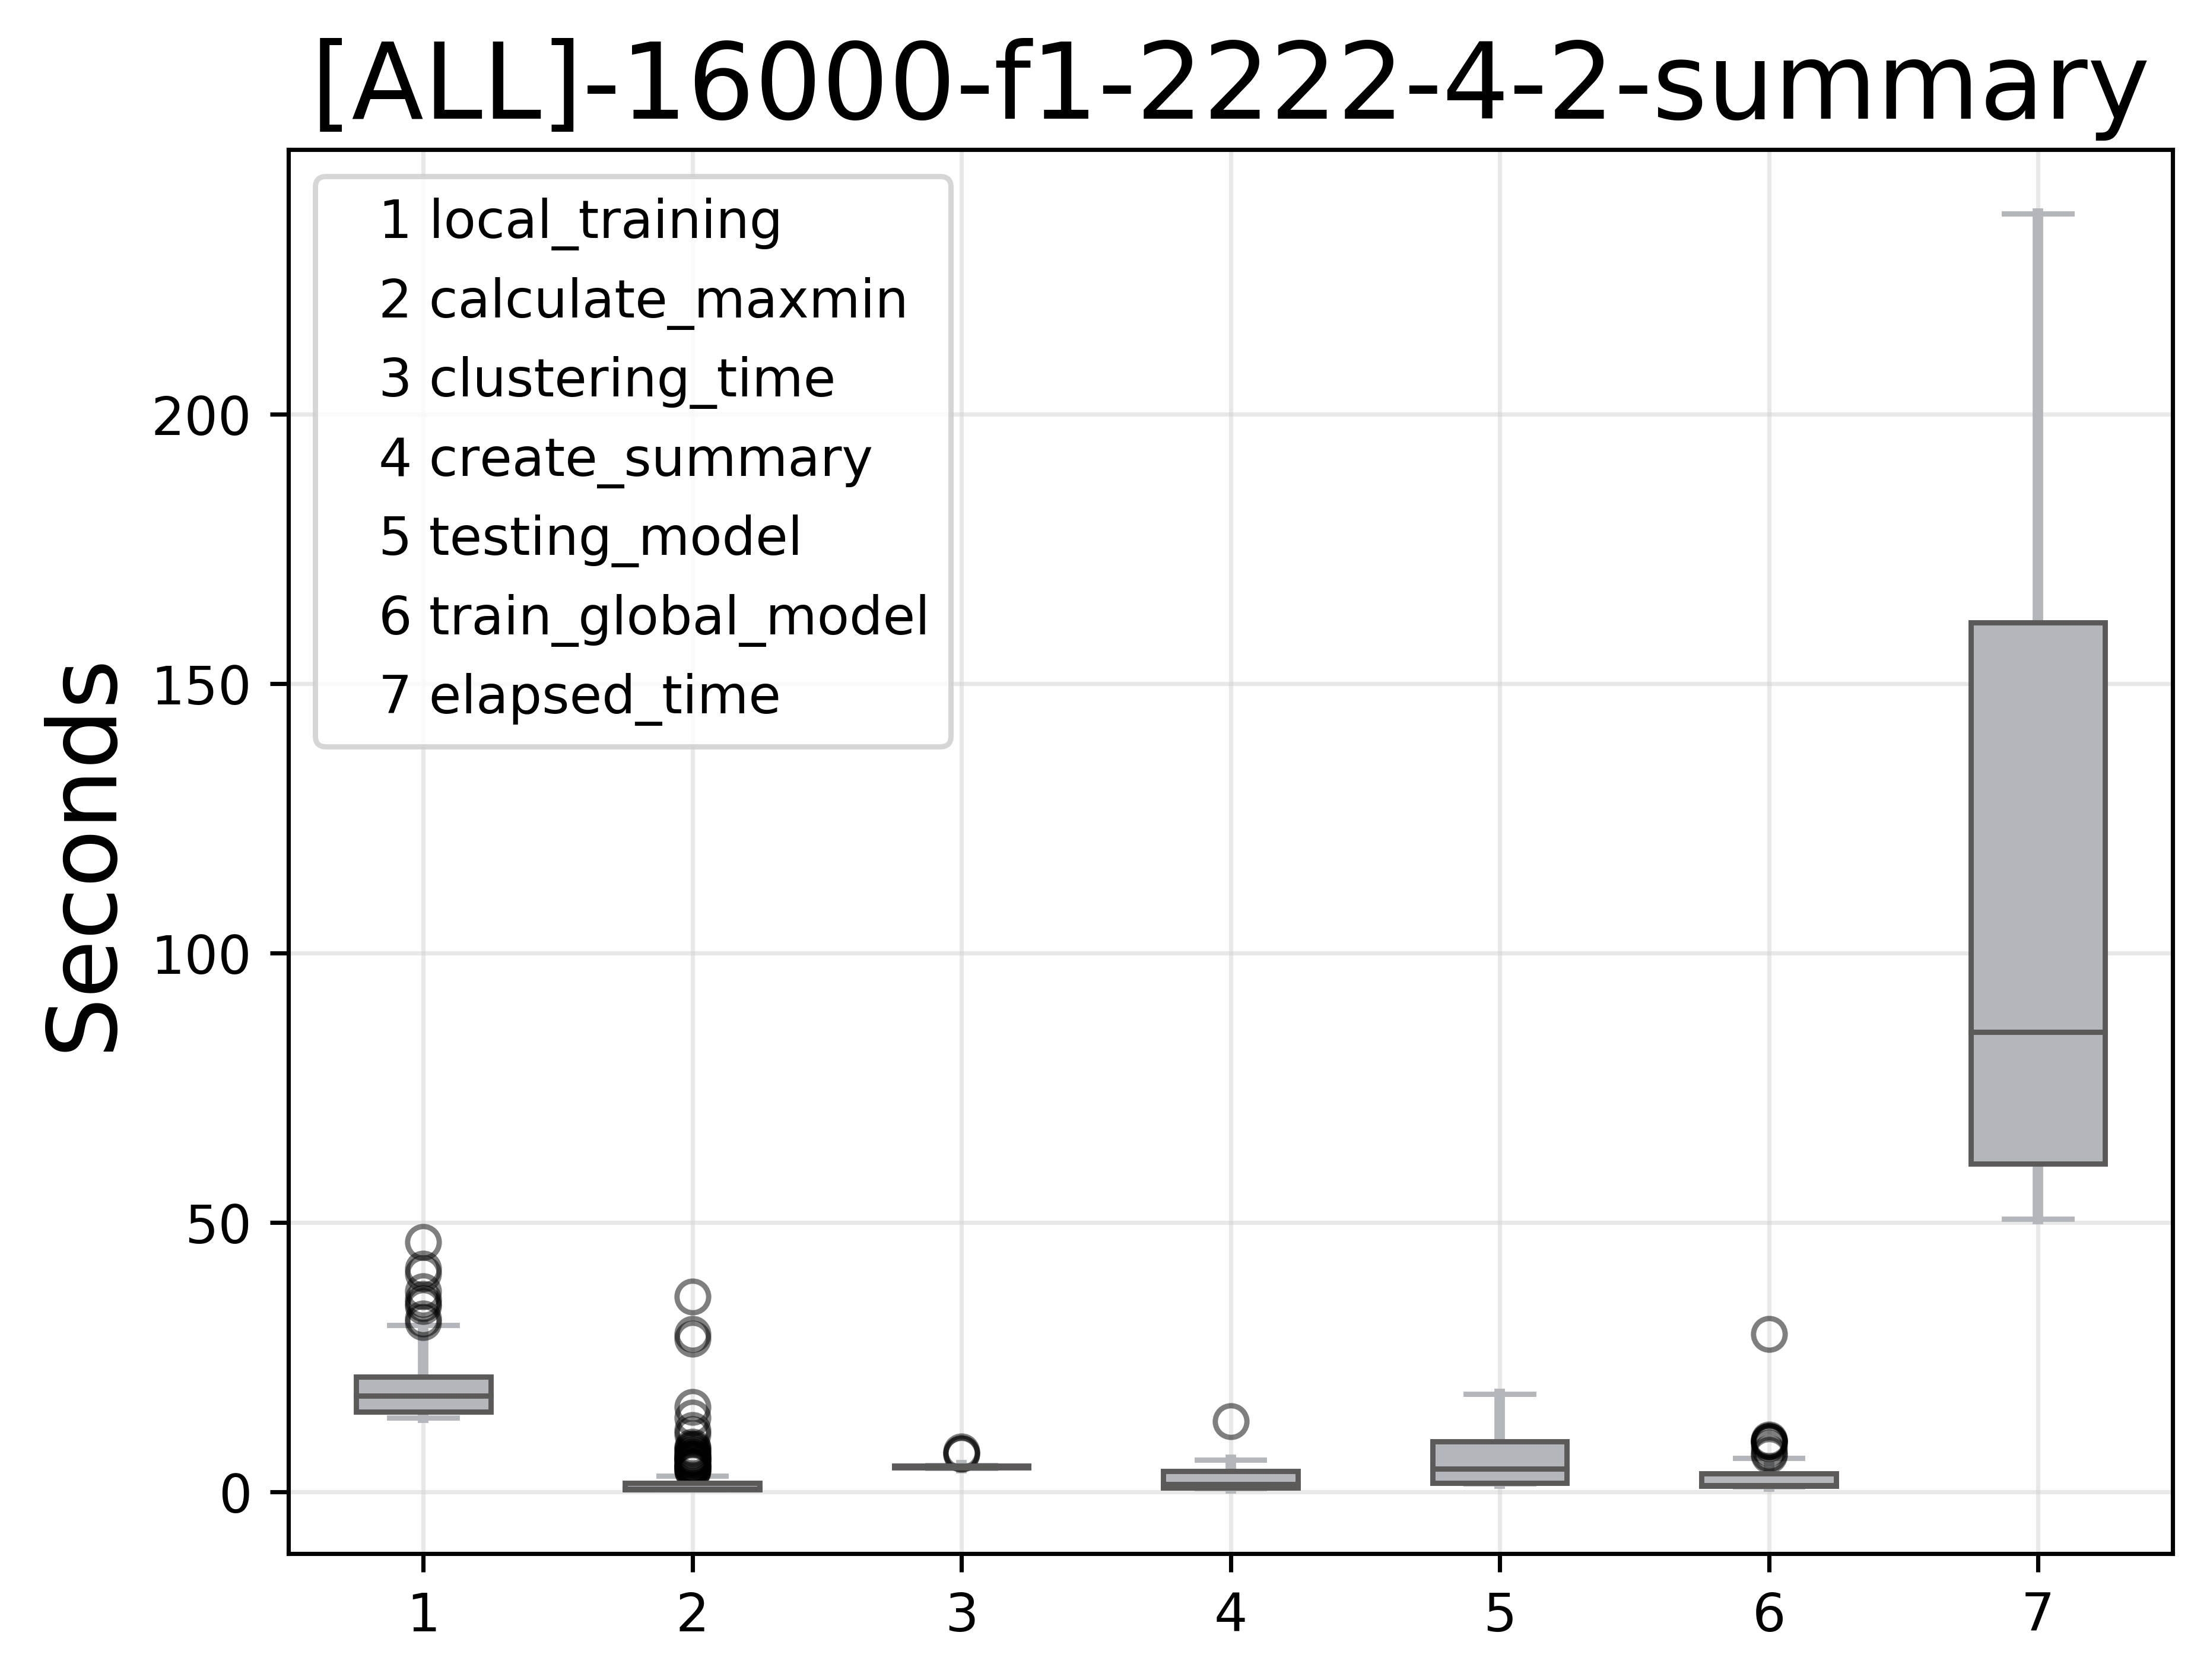 [ALL]-16000-f1-2222-4-2-summary
1 local_training
2 calculate_maxmin
3 clustering_time
4 create_summary
5 testing_model
6 train_global_model
7 elapsed_time
Seconds
200
150
100
50
0
1 2 3 4 5 6 7